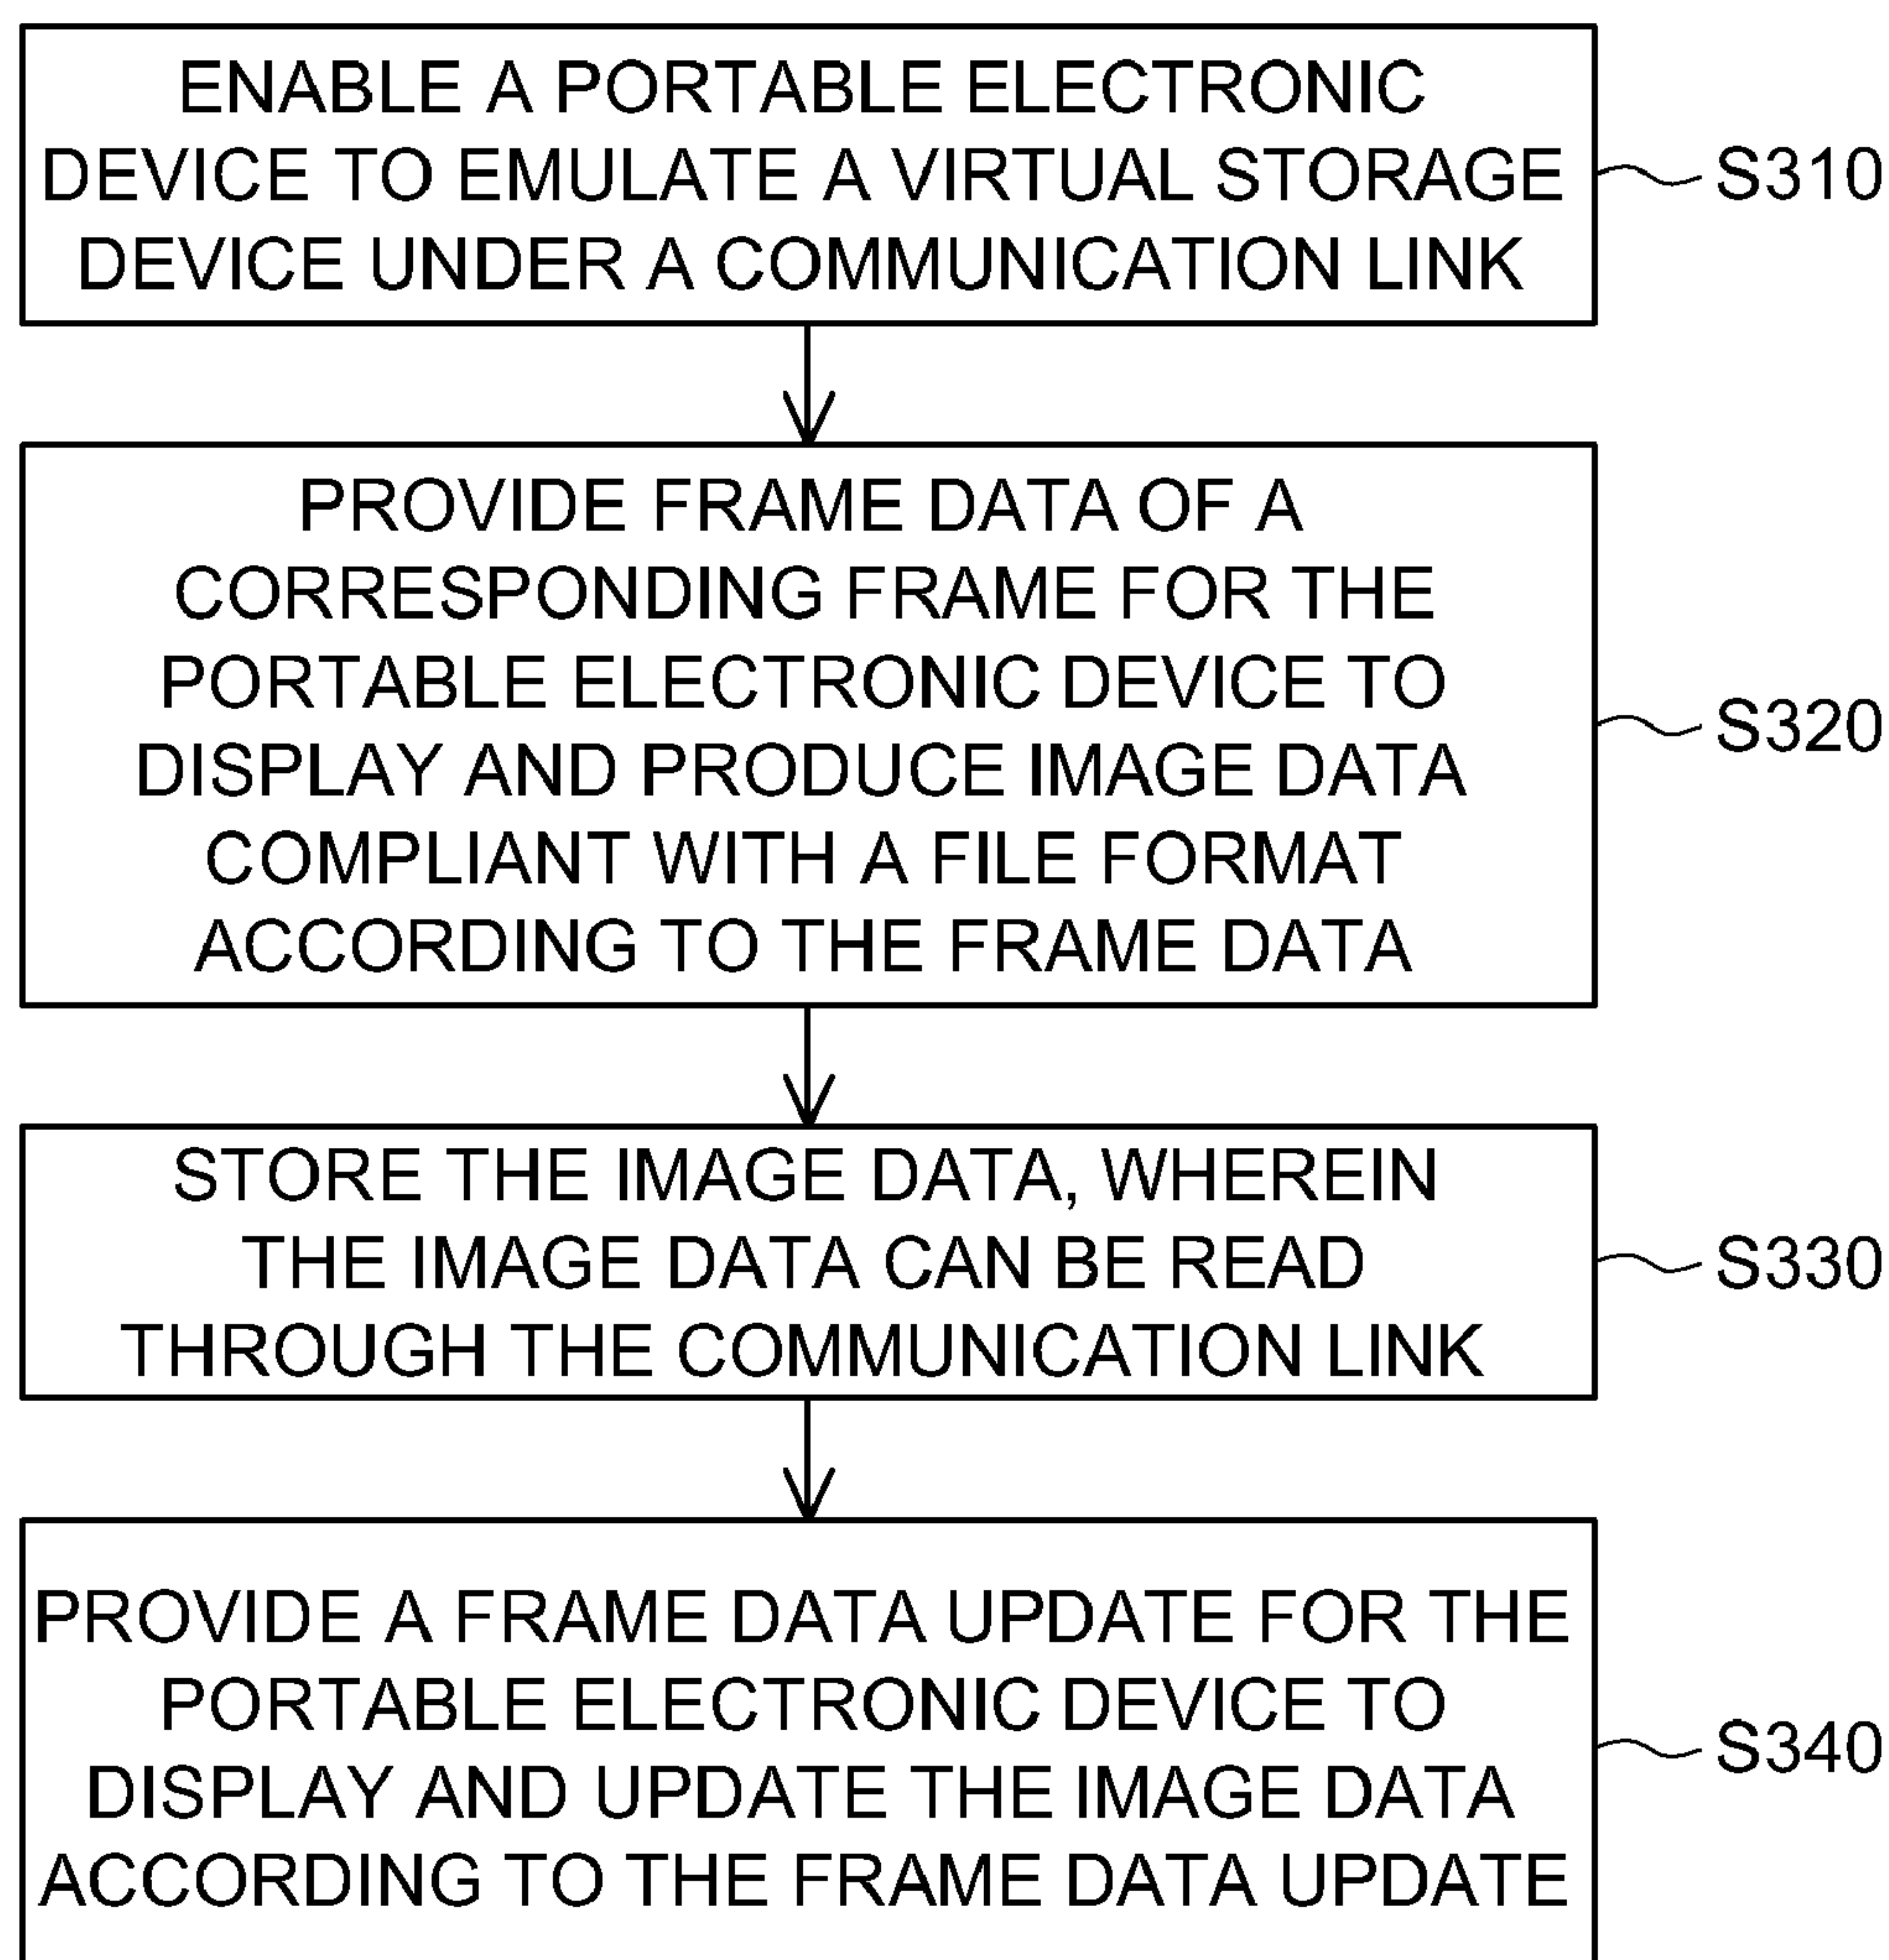 ENABLE A PORTABLE ELECTRONIC
DEVICE TO EMULATE A VIRTUAL STORAGE
DEVICE UNDER A COMMUNICATION LINK
S310
PROVIDE FRAME DATA OF A
CORRESPONDING FRAME FOR THE
PORTABLE ELECTRONIC DEVICE TO
DISPLAY AND PRODUCE IMAGE DATA
COMPLIANT WITH A FILE FORMAT
ACCORDING TO THE FRAME DATA
S320
STORE THE IMAGE DATA, WHEREIN
THE IMAGE DATA CAN BE READ
THROUGH THE COMMUNICATION LINK
S330
PROVIDE A FRAME DATA UPDATE FOR THE
PORTABLE ELECTRONIC DEVICE TO
DISPLAY AND UPDATE THE IMAGE DATA
ACCORDING TO THE FRAME DATA UPDATE
S340